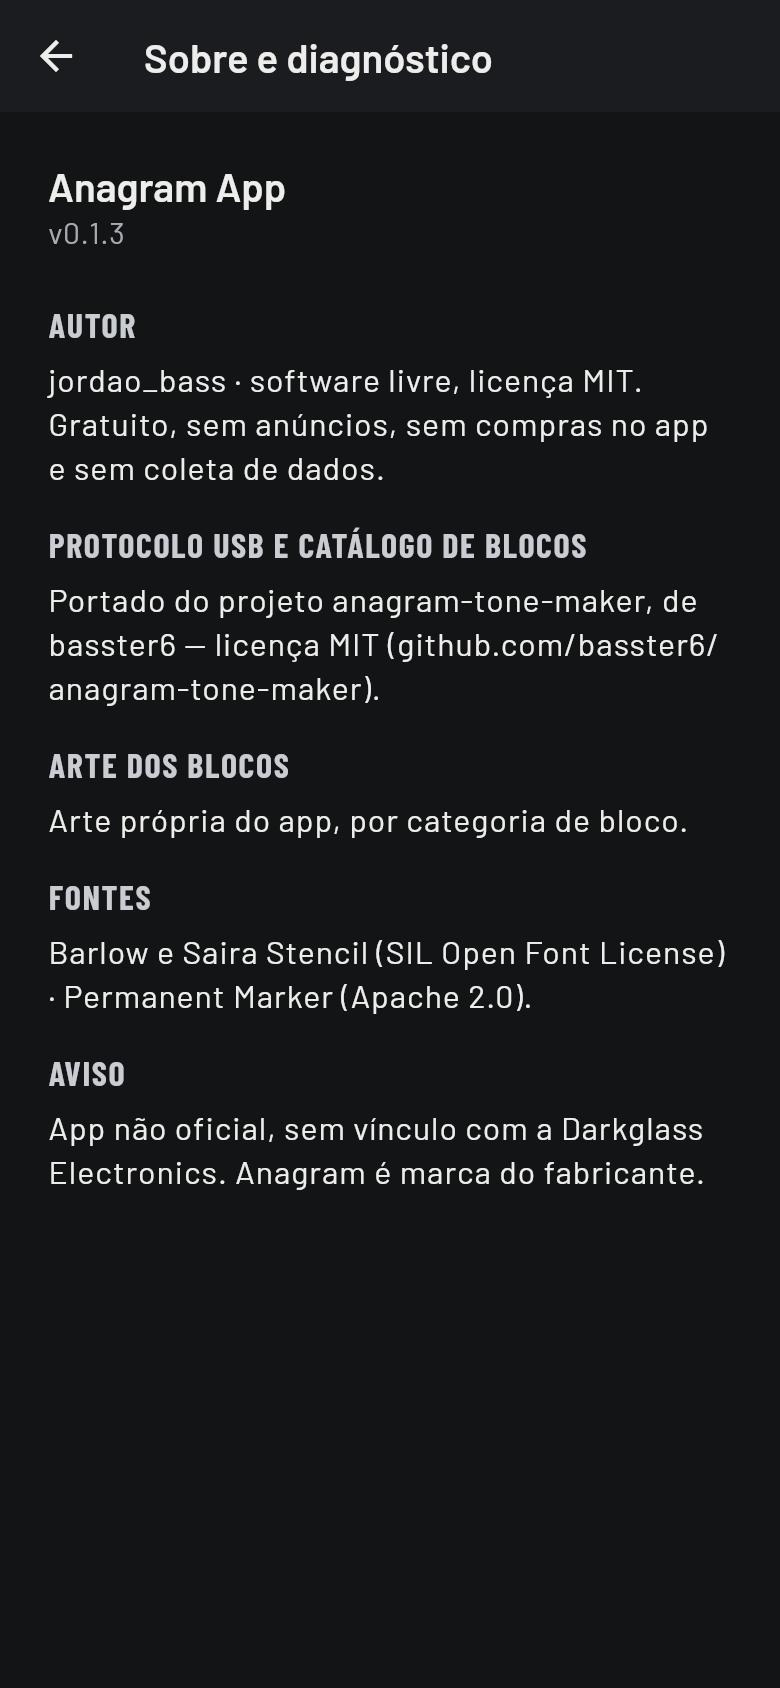 Sobre e diagnóstico
Anagram App
v0.1.3
AUTOR
jordao_bass · software livre, licença MIT.
Gratuito, sem anúncios, sem compras no app
e sem coleta de dados.
PROTOCOLO USB E CATÁLOGO DE BLOCOS
Portado do projeto anagram-tone-maker, de
basster6 — licença MIT (github.com/basster6/
anagram-tone-maker).
ARTE DOS BLOCOS
Arte própria do app, por categoria de bloco.
FONTES
Barlow e Saira Stencil (SIL Open Font License)
· Permanent Marker (Apache 2.0).
AVISO
App não oficial, sem vínculo com a Darkglass
Electronics. Anagram é marca do fabricante.